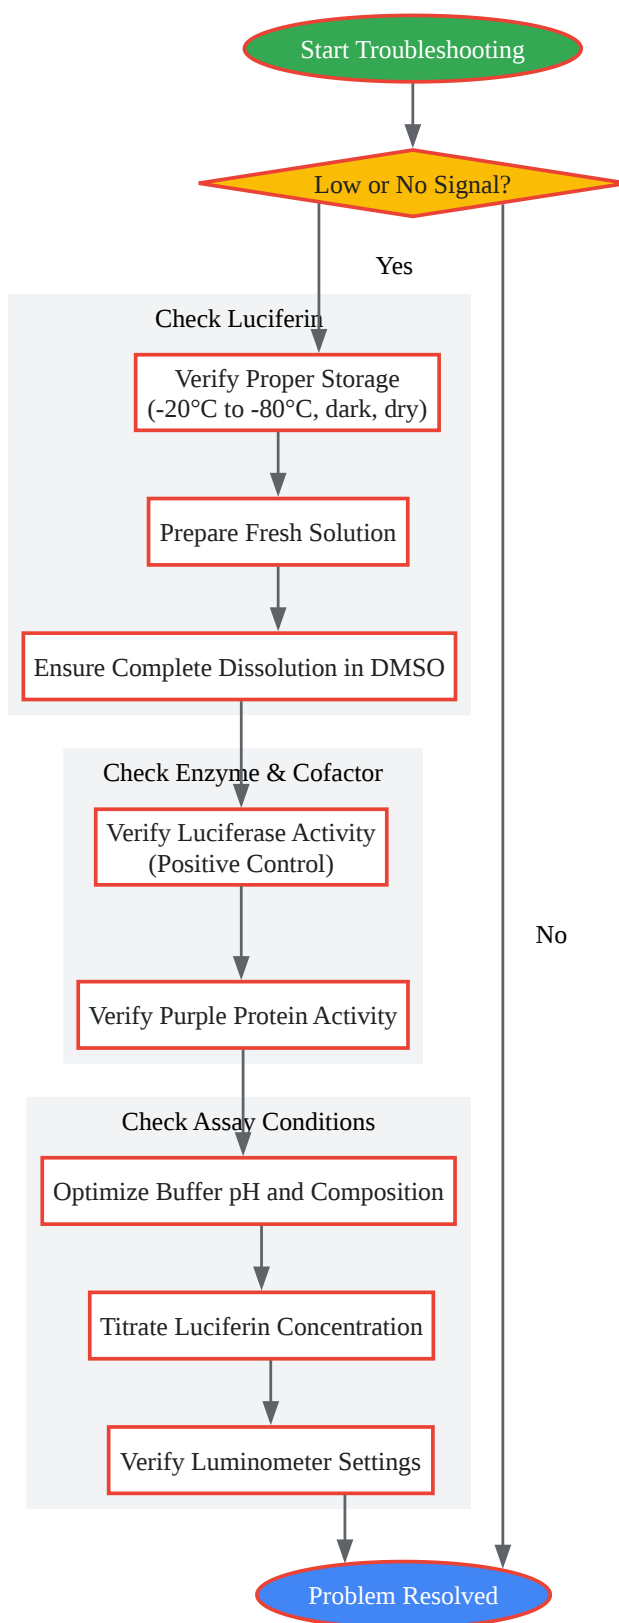 Start Troubleshooting
Low or No Signal?
Yes
Check Luciferin
Verify Proper Storage
(-20°C to -80°C, dark, dry)
Prepare Fresh Solution
Ensure Complete Dissolution in DMSO
Check Enzyme & Cofactor
Verify Luciferase Activity
(Positive Control)
No
Verify Purple Protein Activity
Check Assay Conditions
Optimize Buffer pH and Composition
Titrate Luciferin Concentration
Verify Luminometer Settings
Problem Resolved